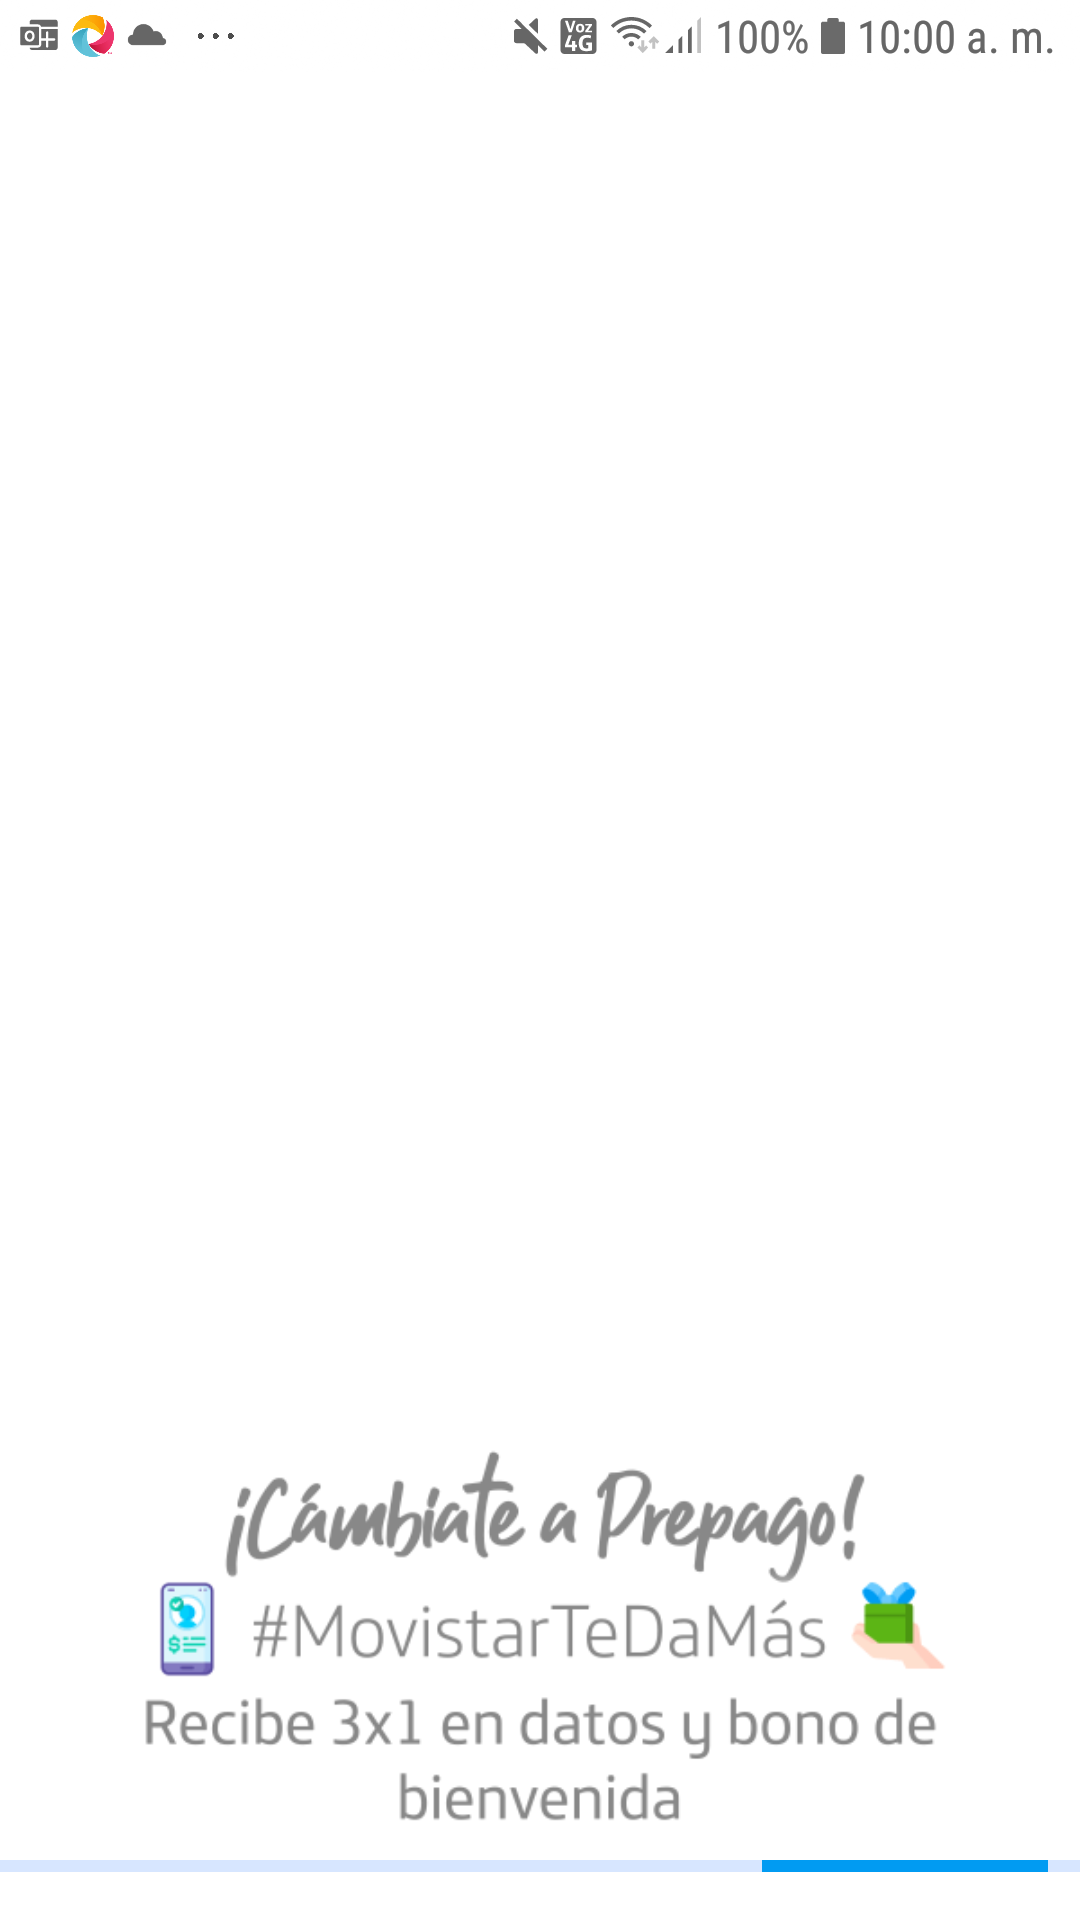 Voz 4G 100% 10:00 a. m.
¡Cámbiate a Prepago!
#MovistarTeDaMás
Recibe 3x1 en datos y bono de
bienvenida